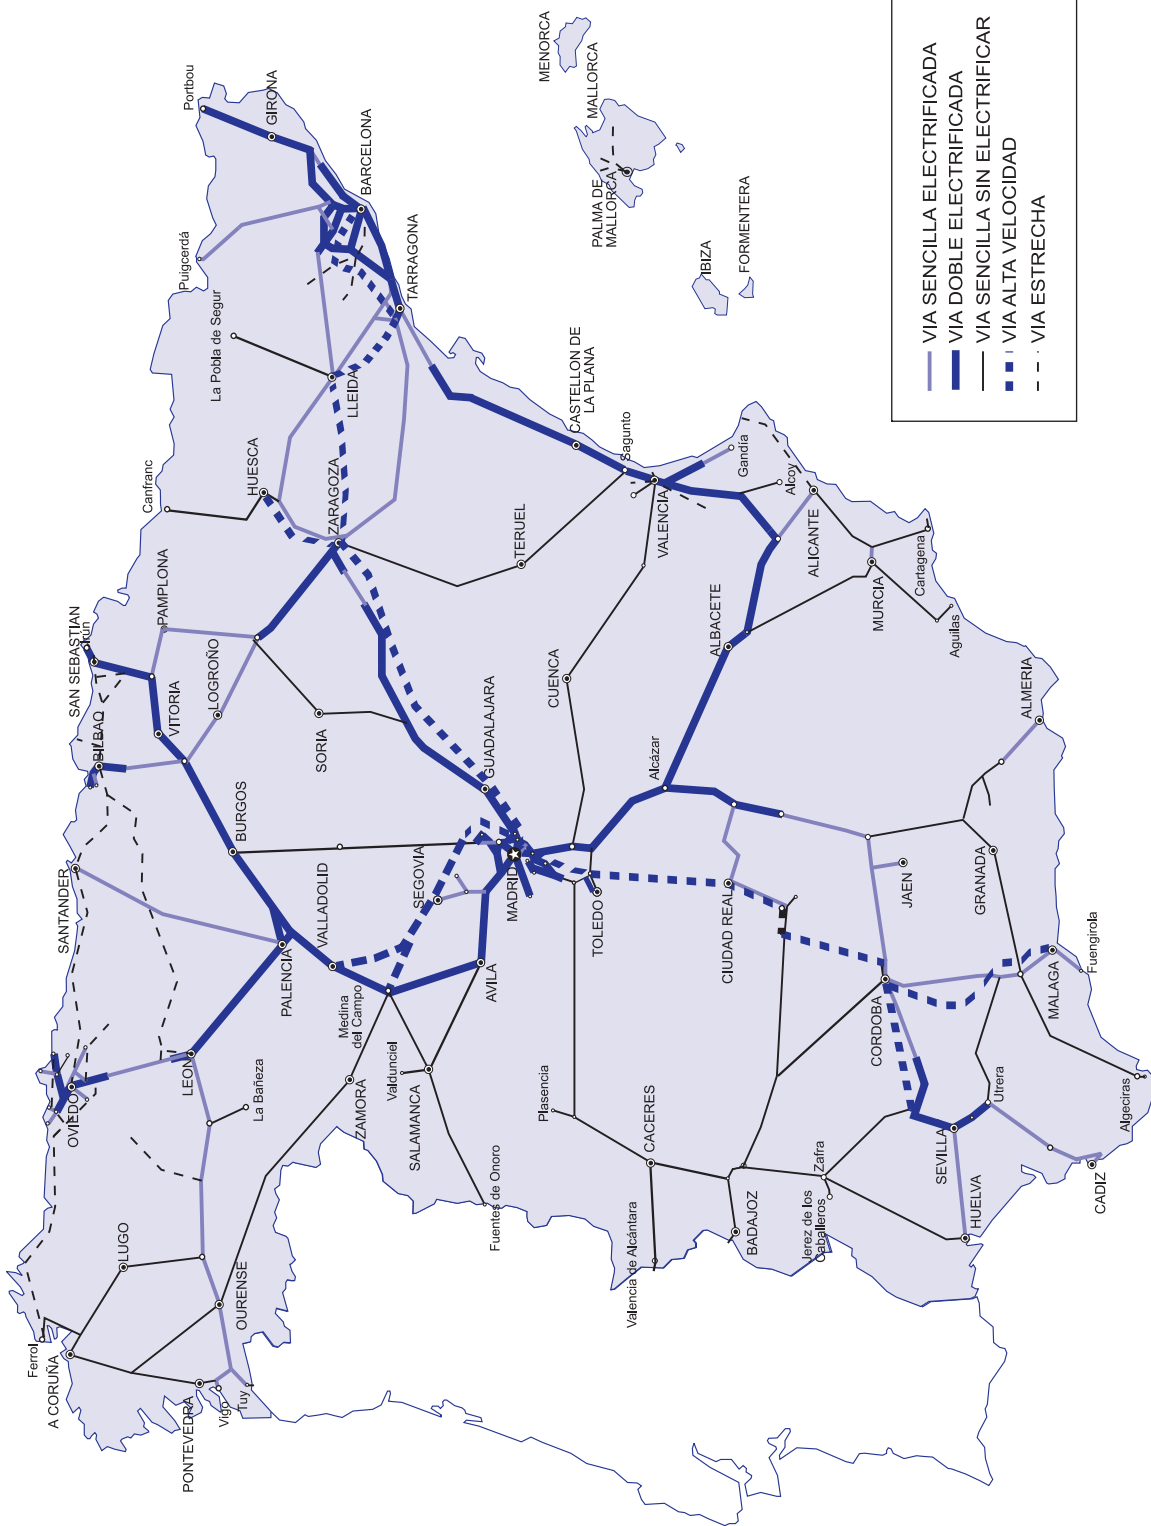 Ferrol
A CORUÑA
LUGO
OVIEDO
SANTANDER
BILBAO
SAN SEBASTIAN
Irún
PAMPLONA
VITORIA
LOGROÑO
PONTEVEDRA
Vigo
Tuy
OURENSE
LEON
La Bañeza
PALENCIA
BURGOS
SORIA
Canfranc
HUESCA
La Pobla de Segur
Puigcerdá
Portbou
GIRONA
BARCELONA
TARRAGONA
LLEIDA
ZARAGOZA
ZAMORA
Medina
del Campo
VALLADOLID
Valdunciel
SALAMANCA
Fuentes de Onoro
AVILA
SEGOVIA
MADRID
GUADALAJARA
TERUEL
CASTELLON DE
LA PLANA
Sagunto
MENORCA
MALLORCA
PALMA DE
MALLORCA
IBIZA
FORMENTERA
Plasencia
CACERES
Valencia de Alcántara
TOLEDO
CUENCA
VALENCIA
Gandía
Alcoy
ALICANTE
Alcázar
ALBACETE
BADAJOZ
Zafra
Jerez de los
Caballeros
CIUDAD REAL
MURCIA
Cartagena
Aguilas
CORDOBA
JAEN
GRANADA
ALMERIA
SEVILLA
Utrera
HUELVA
CADIZ
Algeciras
MALAGA
Fuengirola
VIA SENCILLA ELECTRIFICADA
VIA DOBLE ELECTRIFICADA
VIA SENCILLA SIN ELECTRIFICAR
VIA ALTA VELOCIDAD
VIA ESTRECHA